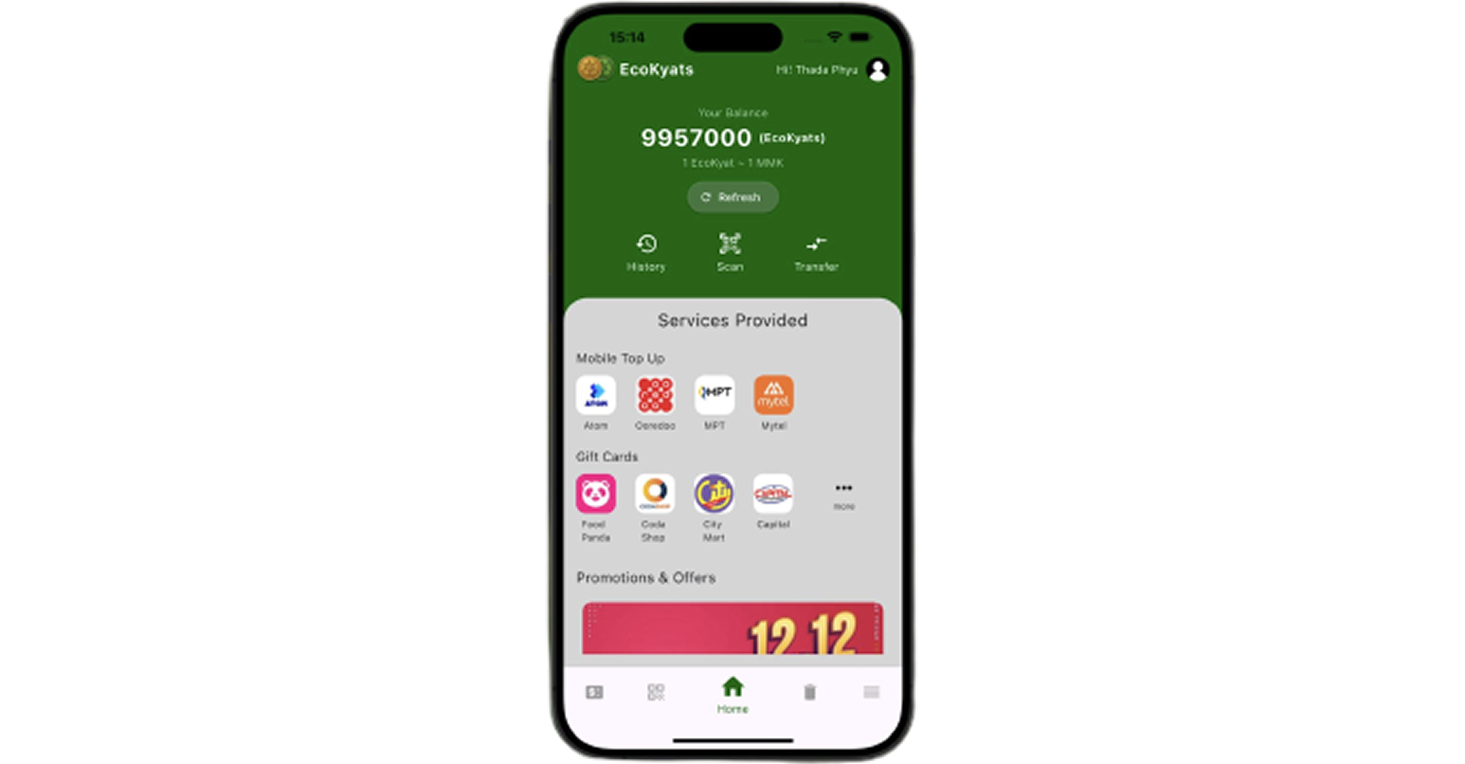 15:14
EcoKyats
Hi! Thada Phyu
Your Balance
9957000 (EcoKyats)
1 EcoKyat ~ 1 MMK
Refresh
History Scan Transfer
Services Provided
Mobile Top Up
ATOM MPT mytel
Atom Ooredoo MPT Mytel
Gift Cards
City CAPITAL
Food Panda
Coda Shop
City Mart
Capital
more
Promotions & Offers
12.12
Home